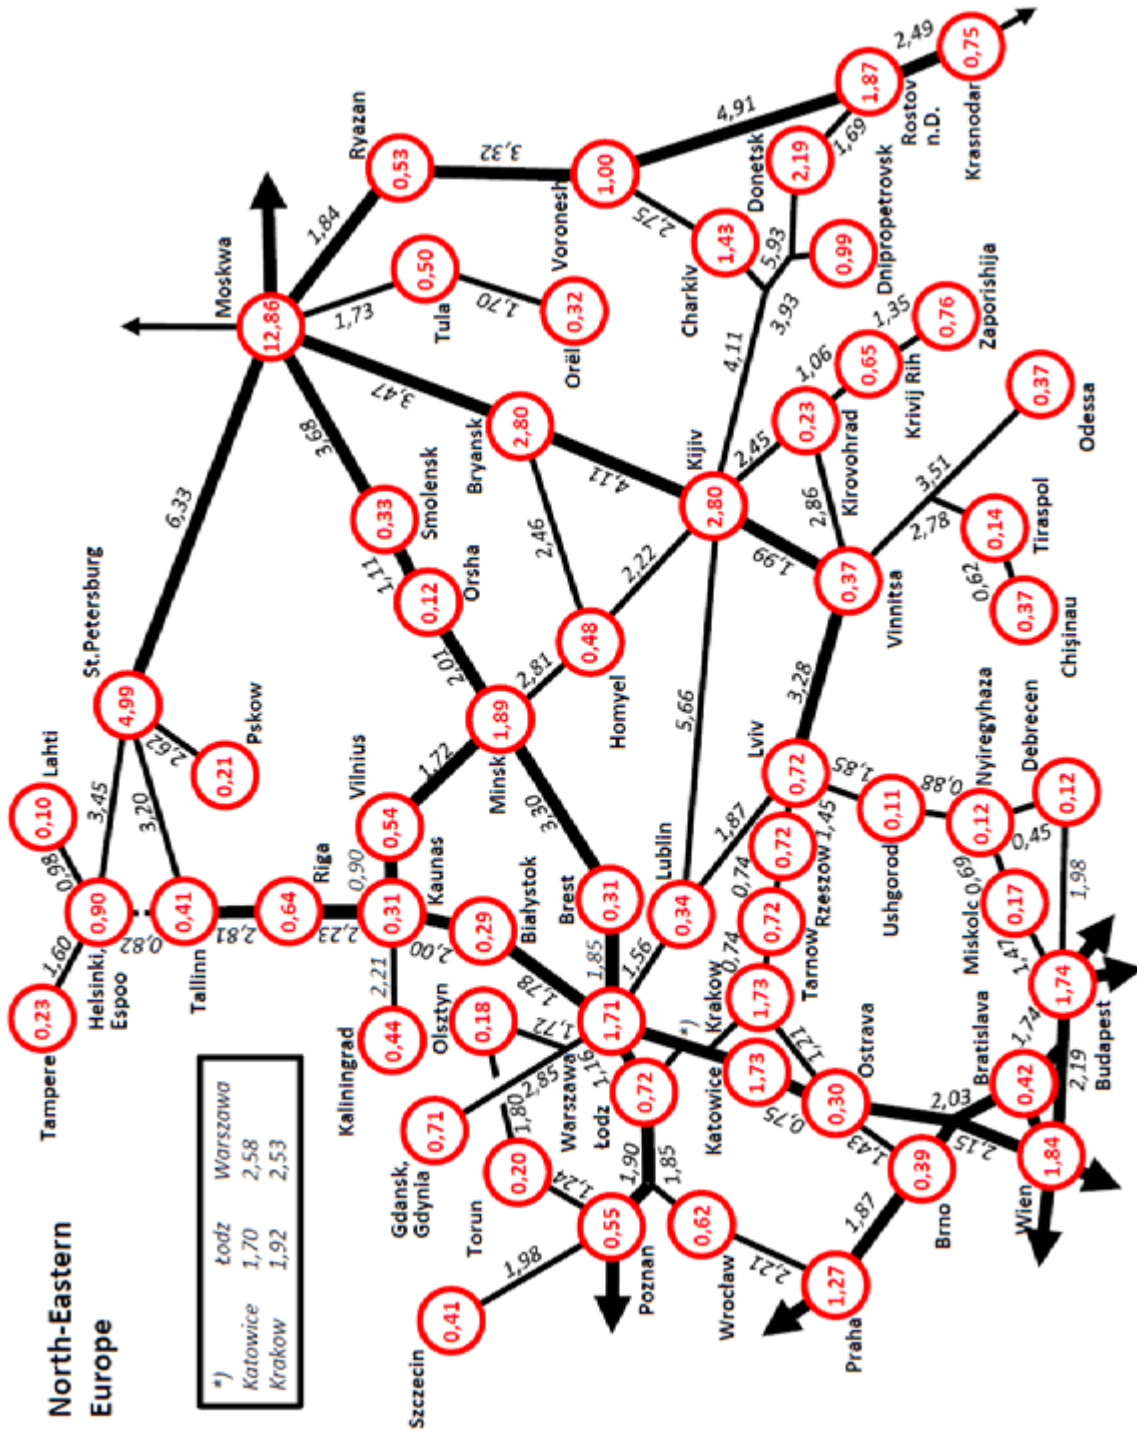 North-Eastern
Europe
*) Łodz Warszawa
Katowice 1,70 2,58
Krakow 1,92 2,53
Tampere
0,23
1,60
Helsinki,
Espoo
0,90
0,98
Lahti
0,10
3,45
0,82
3,20
St.Petersburg
4,99
2,62
Pskow
0,21
6,33
Moskwa
12,86
Tallinn
0,41
2,81
Riga
0,64
2,23
Kaunas
0,31
0,90
Vilnius
0,54
1,72
Kaliningrad
0,44
2,21
2,00
Białystok
0,29
1,78
Smolensk
0,33
3,68
1,11
Orsha
0,12
2,01
Minsk
1,89
3,30
2,81
1,73
Tula
0,50
1,70
Orël
0,32
1,84
Ryazan
0,53
3,32
Voronesh
1,00
3,47
Bryansk
2,80
2,46
4,11
Homyel
0,48
2,22
Szczecin
0,41
1,98
Gdansk,
Gdynia
0,71
2,85
Olsztyn
0,18
1,72
1,80
Torun
0,20
1,24
Poznan
0,55
1,90
1,85
Warszawa
1,71
1,16
Łodz
0,72
*)
Brest
0,31
1,85
1,56
Lublin
0,34
5,66
1,87
Kijiv
2,80
4,11
2,45
1,99
Charkiv
1,43
2,75
4,91
3,93
5,93
Donetsk
2,19
1,69
Dnipropetrovsk
0,99
Rostov
n.D.
1,87
2,49
Krasnodar
0,75
Wrocław
0,62
2,21
Katowice
1,73
0,75
Krakow
1,73
0,74
1,21
Tarnow
0,72
0,74
Rzeszow
0,72
1,45
Lviv
0,72
3,28
1,85
Vinnitsa
0,37
2,86
Kirovohrad
0,23
1,06
Krivij Rih
0,65
1,35
Zaporishija
0,76
3,51
2,78
Odessa
0,37
Tiraspol
0,14
0,62
Chişinau
0,37
Praha
1,27
1,87
Brno
0,39
1,43
Ostrava
0,30
2,03
2,15
Ushgorod
0,11
0,88
Nyiregyhaza
0,12
0,69
0,45
Miskolc
0,17
1,47
Debrecen
0,12
1,98
Wien
1,84
Bratislava
0,42
1,74
2,19
Budapest
1,74